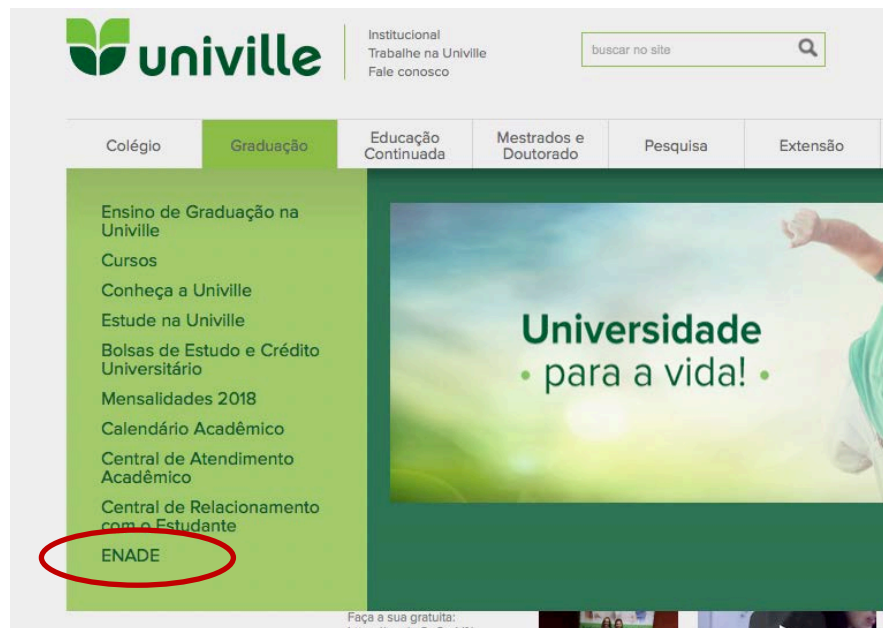 univille
Institucional
Trabalhe na Univille
Fale conosco
buscar no site
Colégio
Graduação
Educação
Continuada
Mestrados e
Doutorado
Pesquisa
Extensão
Ensino de Graduação na
Univille
Cursos
Conheça a Univille
Estude na Univille
Bolsas de Estudo e Crédito
Universitário
Mensalidades 2018
Calendário Acadêmico
Central de Atendimento
Acadêmico
Central de Relacionamento
com o Estudante
ENADE
Universidade
• para a vida! •
Faça a sua gratuita: